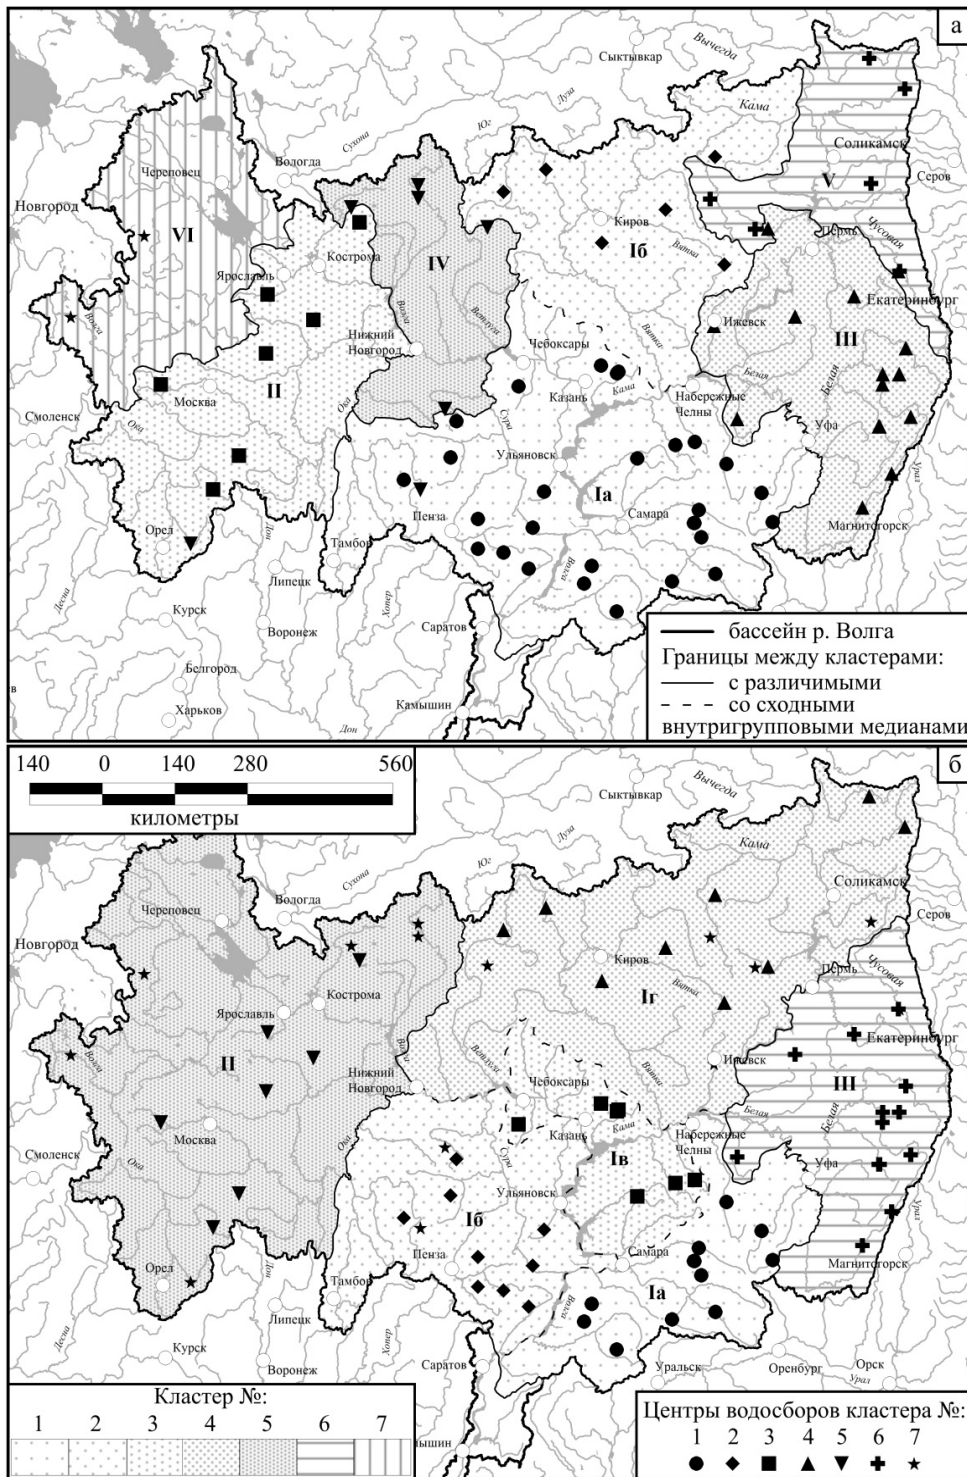 а
Сыктывкар
Вычегда
Луза
Юг
Сухона
Вологда
Кама
Соликамск
Серов
Череповец
Новгород
VI
V
Киров
Iб
Чусовая
Кострома
Ярославль
IV
Вятка
Пермь
Екатеринбург
Волга
Волга
Ветлуга
Нижний
Новгород
Чебоксары
Вятка
Ижевск
III
II
Казань
Кама
Белая
Набережные
Челны
Белая
Смоленск
Москва
Ока
Ока
Сура
Уфа
Ульяновск
Iа
Урал
Самара
Магнитогорск
Орел
Пенза
Тамбов
Дон
Липецк
Волга
Десна
Курск
Хопер
Воронеж
Саратов
Белгород
в
Харьков
Дон
Камышин
бассейн р. Волга
Границы между кластерами:
с различимыми
со сходными
внутригрупповыми медианами
б
140 0 140 280 560
километры
Сыктывкар
Вычегда
Луза
Юг
Сухона
Вологда
Кама
Соликамск
Серов
Череповец
Новгород
Киров
Чусовая
Пермь
Вятка
Iг
Кострома
Ярославль
Волга
II
Волга
Екатеринбург
Ижевск
III
Нижний
Новгород
Ветлуга
Чебоксары
Вятка
Казань
Кама
Белая
Набережные
Челны
Белая
Смоленск
Москва
Ока
Ока
Сура
Iв
Уфа
Ульяновск
Iб
Урал
Самара
Магнитогорск
Орел
Пенза
Iа
Тамбов
Дон
Липецк
Волга
Десна
Курск
Хопер
Воронеж
Саратов
Уральск
Оренбург
Орск
Урал
мышин
Кластер №:
1 2 3 4 5 6 7
Центры водосборов кластера №:
1 2 3 4 5 6 7